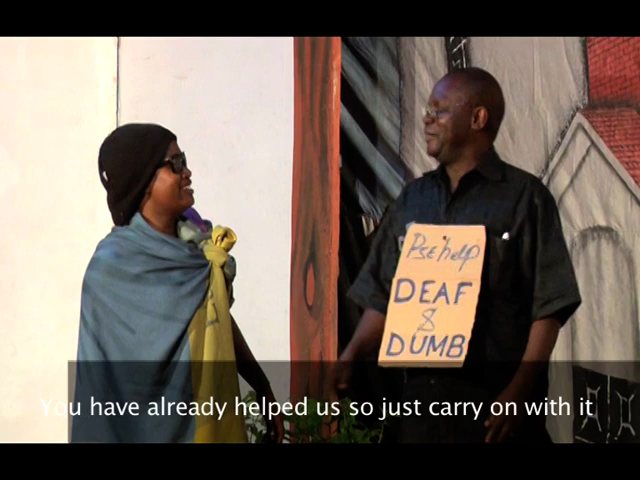 Pse help
DEAF
&
DUMB
You have already helped us so just carry on with it